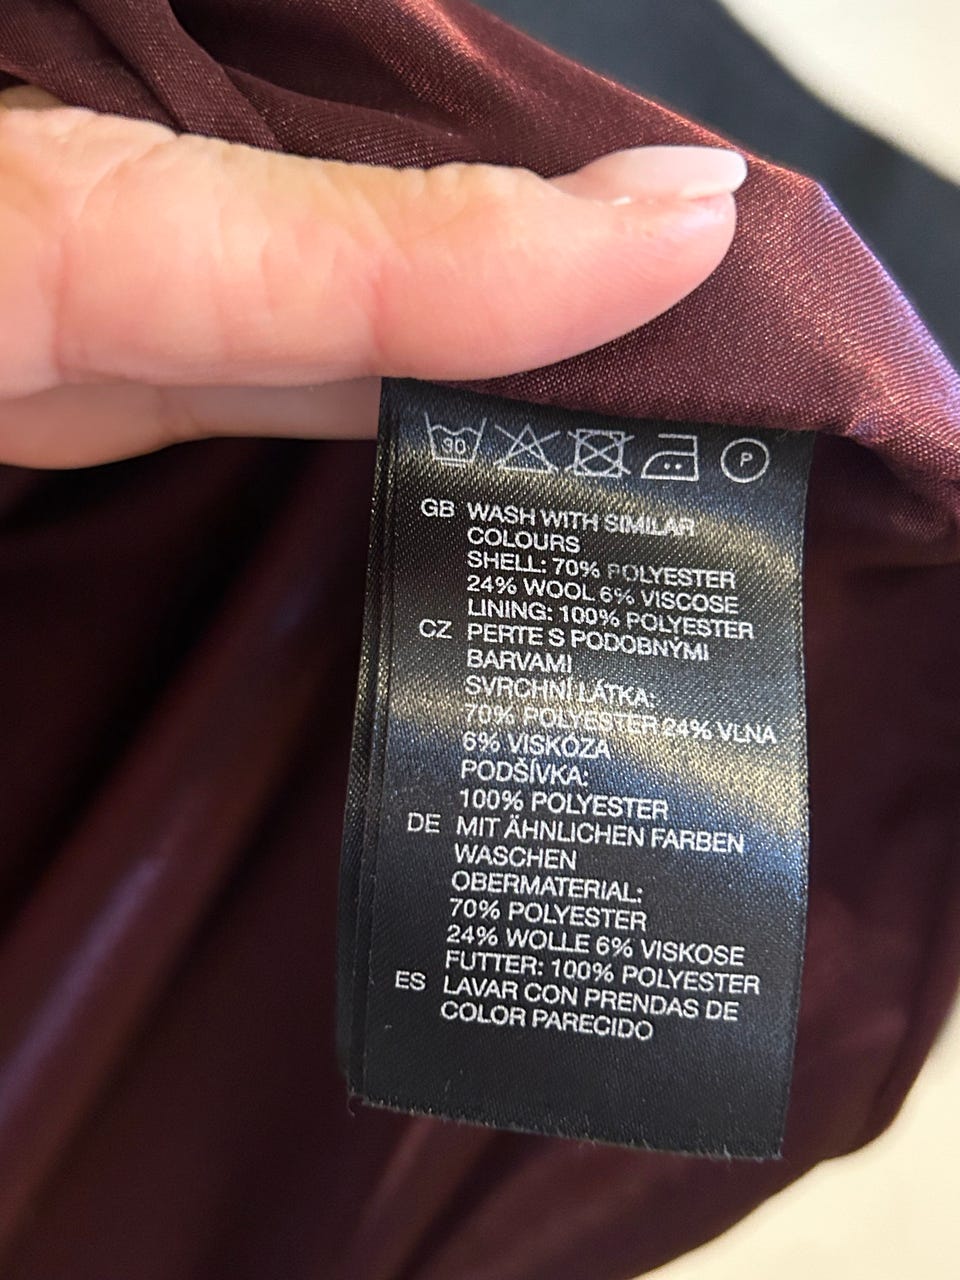 30 P
GB WASH WITH SIMILAR
COLOURS
SHELL: 70% POLYESTER
24% WOOL 6% VISCOSE
LINING: 100% POLYESTER
CZ PERTE S PODOBNÝMI
BARVAMI
SVRCHNÍ LÁTKA:
70% POLYESTER 24% VLNA
6% VISKÓZA
PODŠÍVKA:
100% POLYESTER
DE MIT ÄHNLICHEN FARBEN
WASCHEN
OBERMATERIAL:
70% POLYESTER
24% WOLLE 6% VISKOSE
FUTTER: 100% POLYESTER
ES LAVAR CON PRENDAS DE
COLOR PARECIDO